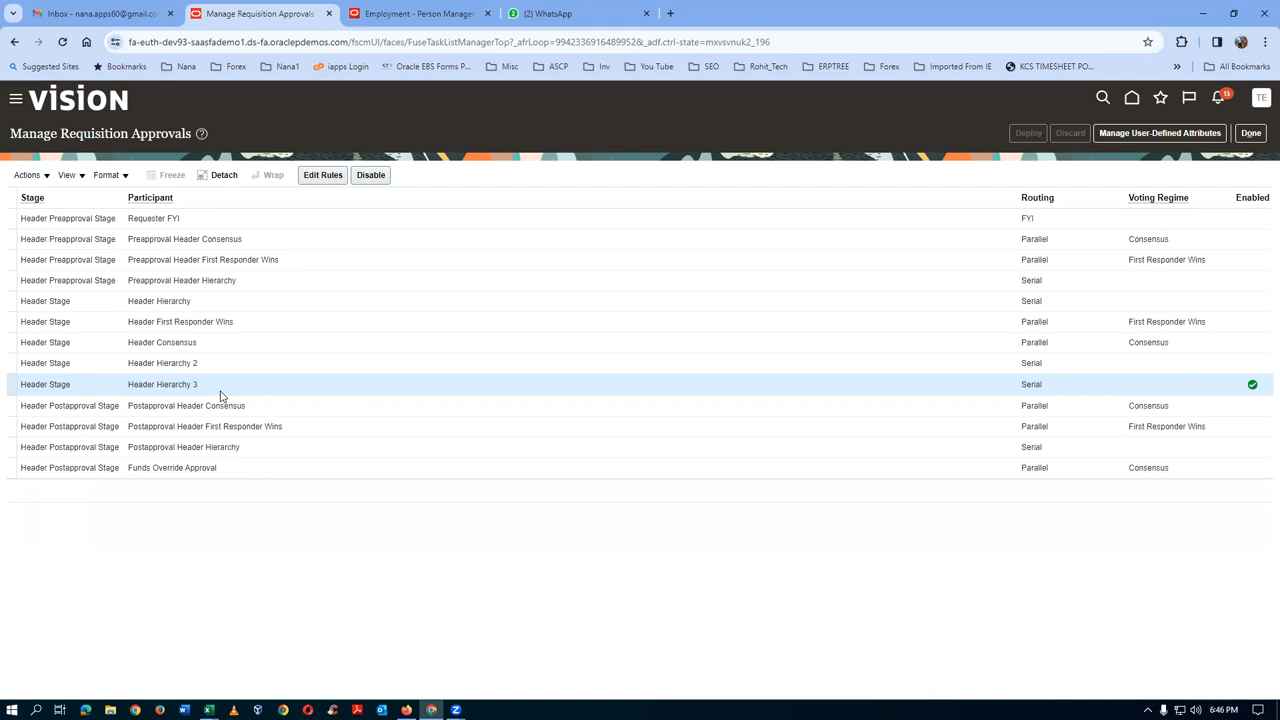 Inbox - nana.apps60@gmail.co
Manage Requisition Approvals
Employment - Person Manager
(2) WhatsApp
fa-euth-dev93-saasfademo1.ds-fa.oraclepdemos.com/fscmUI/faces/FuseTaskListManagerTop?_afrLoop=99423369164899528&_adf.ctrl-state=mxvsvnuk2_196
Suggested Sites Bookmarks Nana Forex Nana1 iapps Login Oracle EBS Forms P... Misc ASCP Inv You Tube SEO Rohit_Tech ERPTREE Forex Imported From IE KCS TIMESHEET PO... » All Bookmarks
VISION 13 TE
Manage Requisition Approvals ? Deploy Discard Manage User-Defined Attributes Done
Actions View Format Freeze Detach Wrap Edit Rules Disable
Stage Participant Routing Voting Regime Enabled
Header Preapproval Stage Requester FYI FYI
Header Preapproval Stage Preapproval Header Consensus Parallel Consensus
Header Preapproval Stage Preapproval Header First Responder Wins Parallel First Responder Wins
Header Preapproval Stage Preapproval Header Hierarchy Serial
Header Stage Header Hierarchy Serial
Header Stage Header First Responder Wins Parallel First Responder Wins
Header Stage Header Consensus Parallel Consensus
Header Stage Header Hierarchy 2 Serial
Header Stage Header Hierarchy 3 Serial
Header Postapproval Stage Postapproval Header Consensus Parallel Consensus
Header Postapproval Stage Postapproval Header First Responder Wins Parallel First Responder Wins
Header Postapproval Stage Postapproval Header Hierarchy Serial
Header Postapproval Stage Funds Override Approval Parallel Consensus
6:46 PM